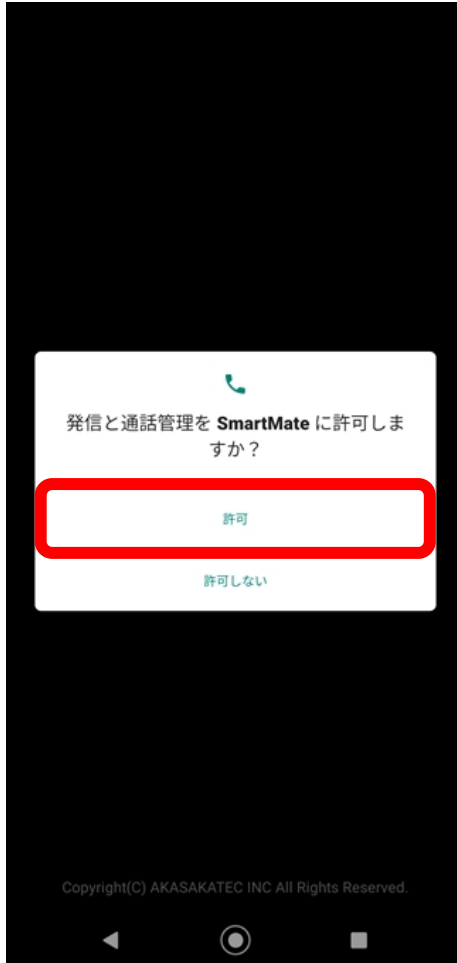 発信と通話管理を SmartMate に許可しま
すか？
許可
許可しない
Copyright(C) AKASAKATEC INC All Rights Reserved.